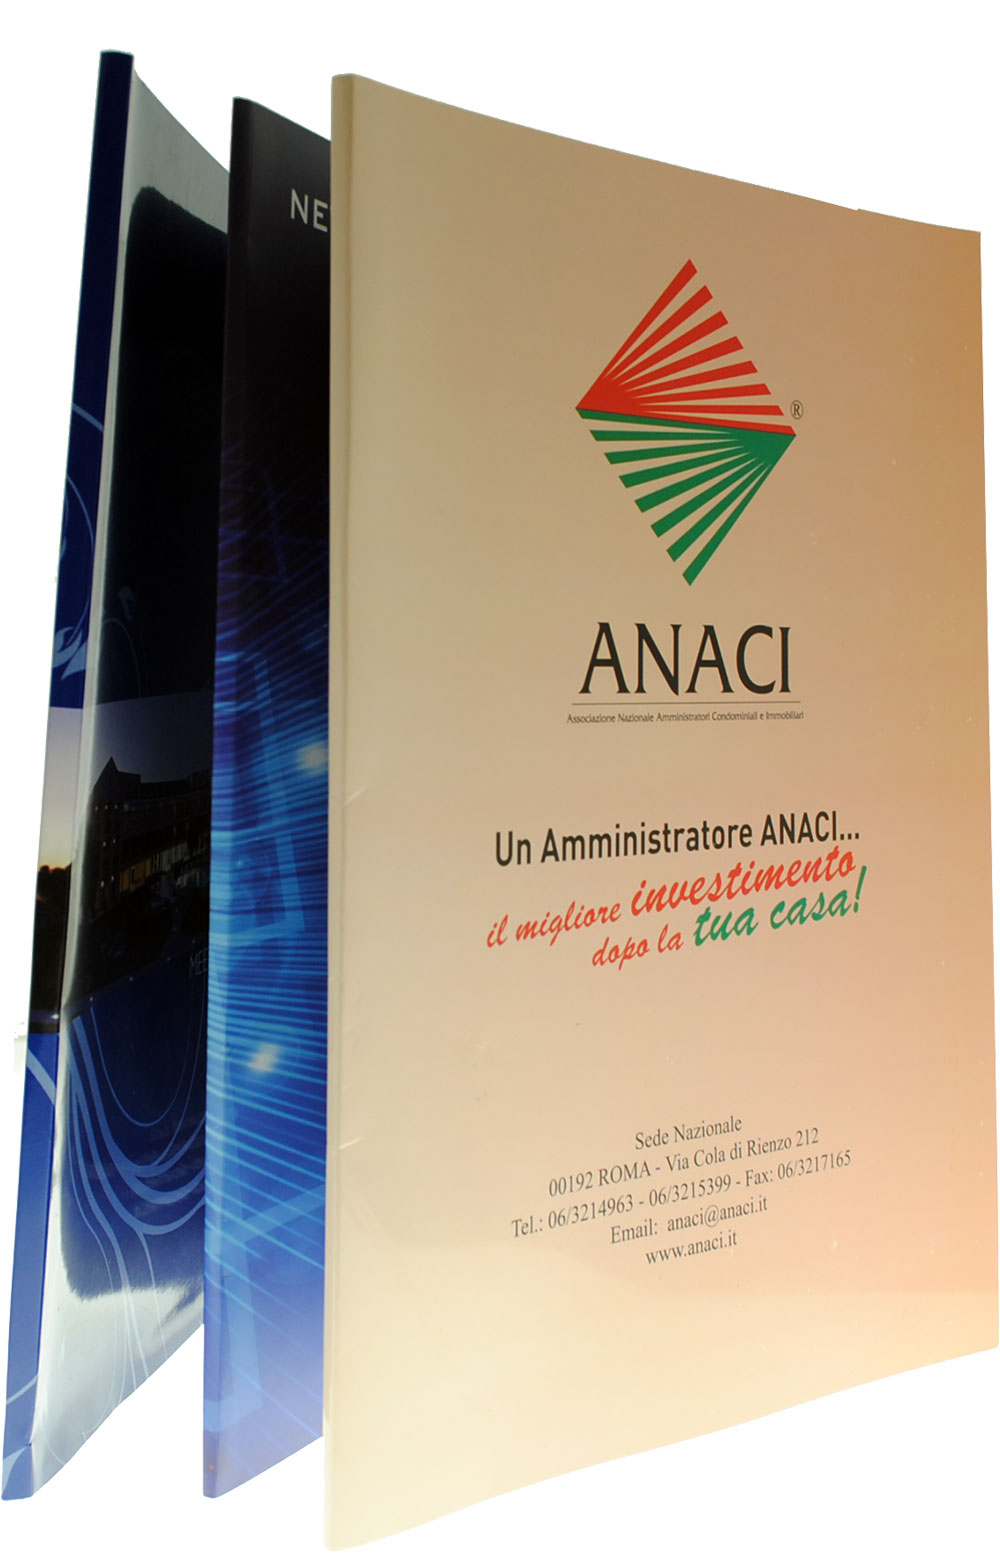 NE
®
ANACI
Associazione Nazionale Amministratori Condominiali e Immobiliari
Un Amministratore ANACI...
il migliore investimento
dopo la tua casa!
Sede Nazionale
00192 ROMA - Via Cola di Rienzo 212
Tel.: 06/3214963 - 06/3215399 - Fax: 06/3217165
Email: anaci@anaci.it
www.anaci.it
MEE